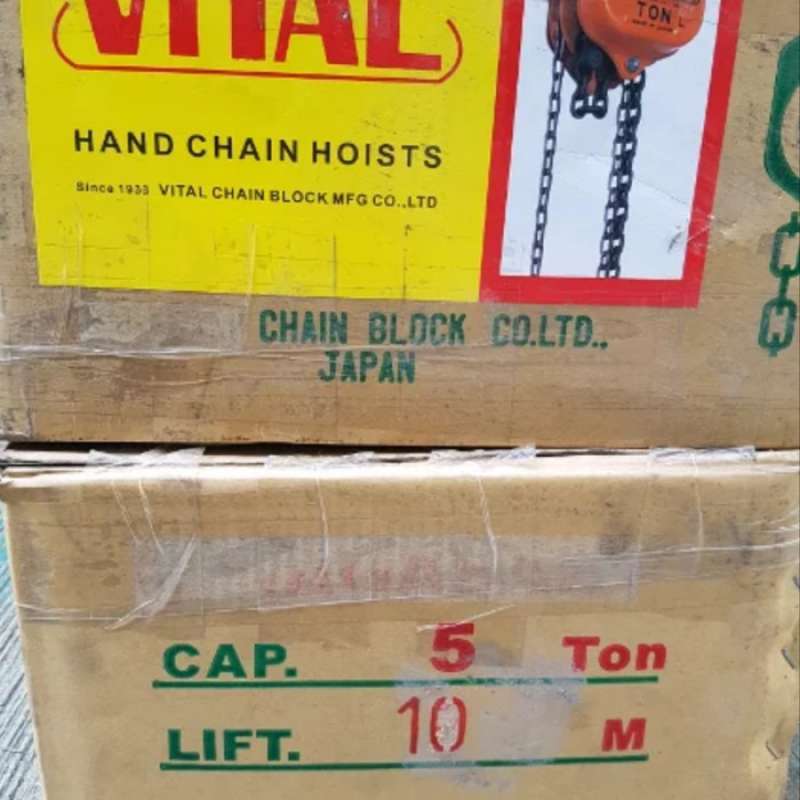 VITAL
TON L
HAND CHAIN HOISTS
Since 1933 VITAL CHAIN BLOCK MFG CO.,LTD
CHAIN BLOCK CO.LTD.,
JAPAN
CAP. 5 Ton
LIFT. 10 M